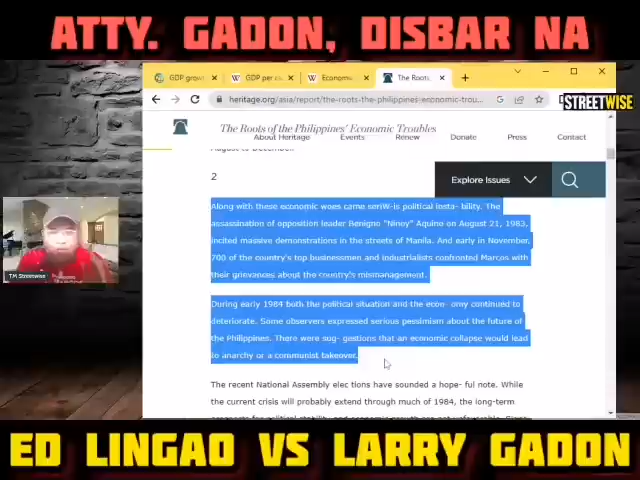 ATTY. GADON, DISBAR NA
GDP growt
GDP per ca
Economic
The Roots
heritage.org/asia/report/the-roots-the-philippines-economic-trou...
STREETWISE
The Roots of the Philippines' Economic Troubles
About Heritage Events Renew Donate Press Contact
August to December.
2
Explore Issues
Along with these economic woes came seriW-is political insta- bility. The
assassination of opposition leader Benigno "Ninoy" Aquino on August 21, 1983,
incited massive demonstrations in the streets of Manila. And early in November,
700 of the country's top businessmen and industrialists confronted Marcos with
their grievances about the country's mismanagement.
During early 1984 both the political situation and the econ- omy continued to
deteriorate. Some observers expressed serious pessimism about the future of
the Philippines. There were sug- gestions that an economic collapse would lead
to anarchy or a communist takeover.
The recent National Assembly elec tions have sounded a hope- ful note. While
the current crisis will probably extend through much of 1984, the long-term
TM Streetwise
ED LINGAO VS LARRY GADON